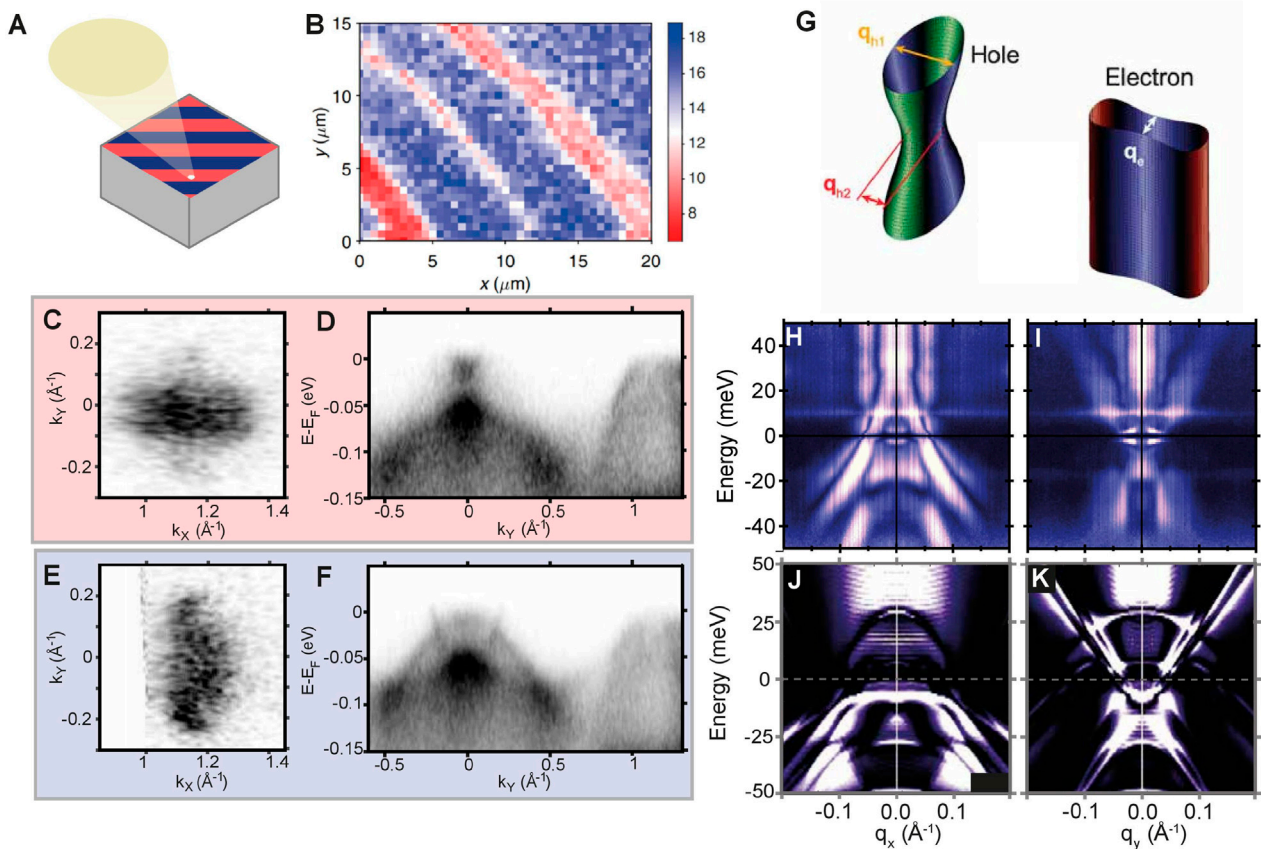 A
B
15
10
5
0
y (μm)
0
5
10
15
20
x (μm)
18
16
14
12
10
8
G
q_h1
Hole
q_h2
Electron
q_e
C
0.2
0
-0.2
k_Y (Å⁻¹)
1
1.2
1.4
k_X (Å⁻¹)
D
0
-0.05
-0.1
-0.15
E-E_F (eV)
-0.5
0
0.5
1
k_Y (Å⁻¹)
E
0.2
0
-0.2
k_Y (Å⁻¹)
1
1.2
1.4
k_X (Å⁻¹)
F
0
-0.05
-0.1
-0.15
E-E_F (eV)
-0.5
0
0.5
1
k_Y (Å⁻¹)
H
I
40
20
0
-20
-40
Energy (meV)
J
K
50
25
0
-25
-50
Energy (meV)
-0.1
0.0
0.1
q_x (Å⁻¹)
-0.1
0.0
0.1
q_y (Å⁻¹)